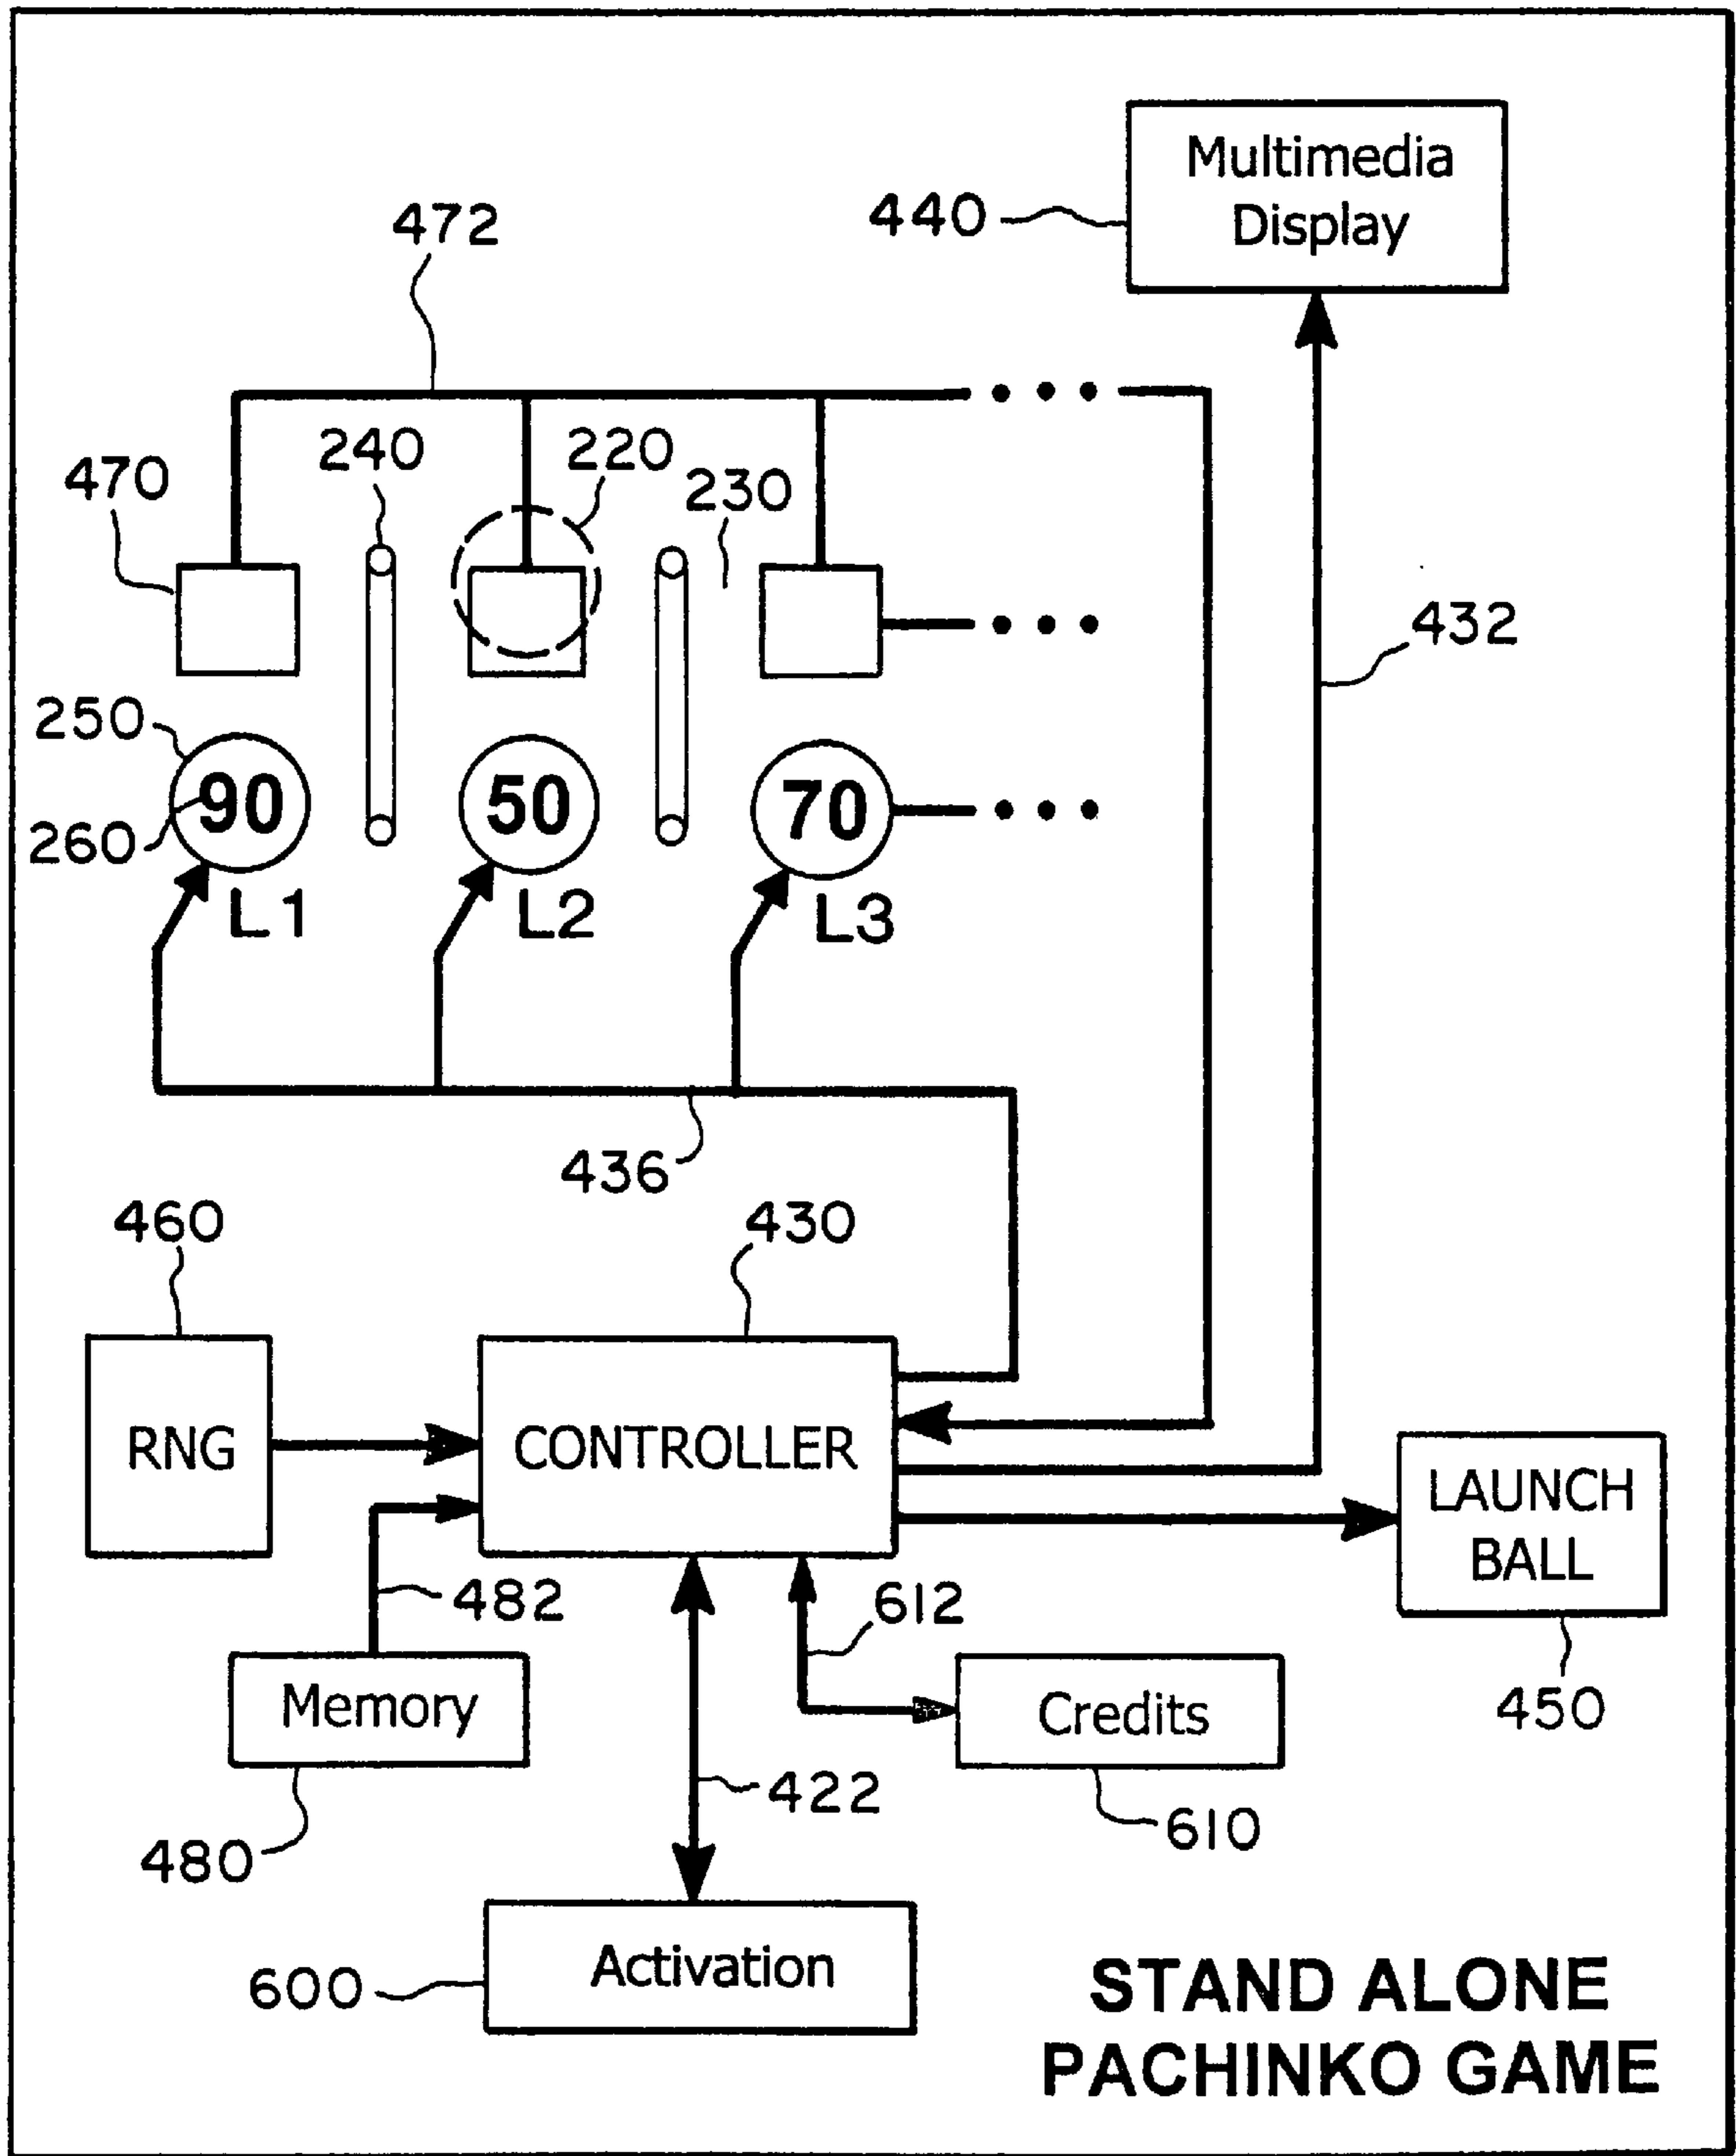 Multimedia
Display
440
472
240
220
230
470
432
250
90
50
70
260
L1
L2
L3
436
460
430
RNG
CONTROLLER
LAUNCH
BALL
482
612
Memory
Credits
450
422
480
610
Activation
600
STAND ALONE
PACHINKO GAME